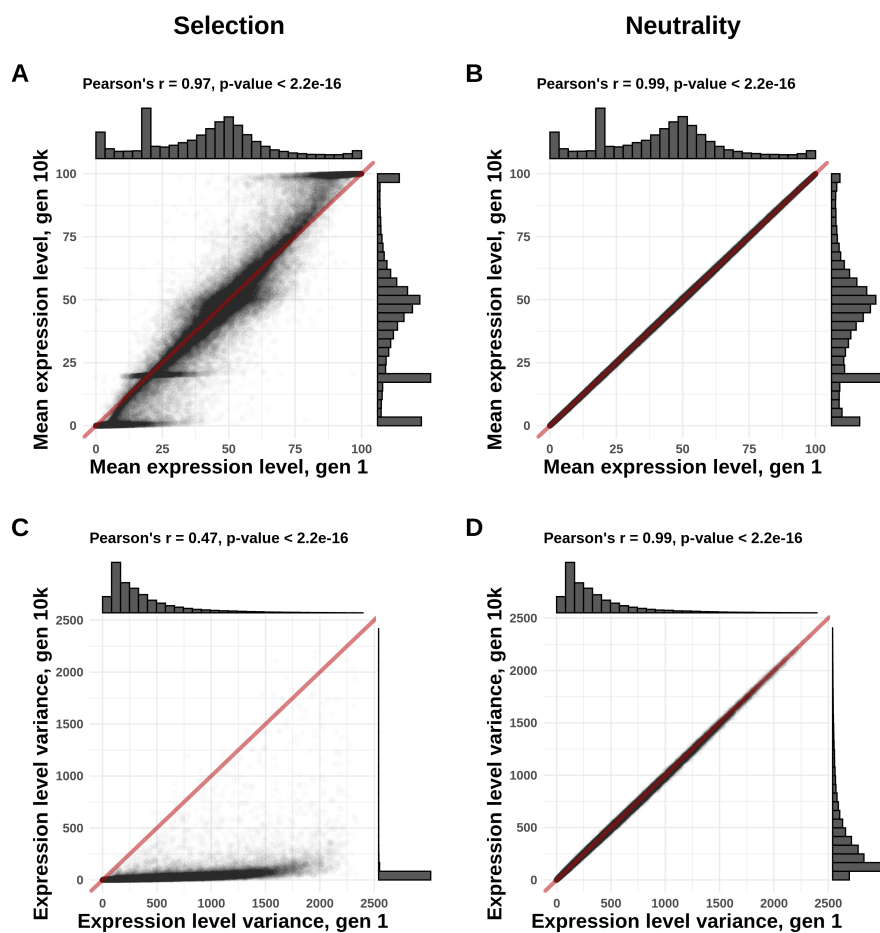 Selection
Neutrality
A
Pearson's r = 0.97, p-value < 2.2e-16
Mean expression level, gen 10k
100
75
50
25
0
0 25 50 75 100
Mean expression level, gen 1
B
Pearson's r = 0.99, p-value < 2.2e-16
Mean expression level, gen 10k
100
75
50
25
0
0 25 50 75 100
Mean expression level, gen 1
C
Pearson's r = 0.47, p-value < 2.2e-16
Expression level variance, gen 10k
2500
2000
1500
1000
500
0
0 500 1000 1500 2000 2500
Expression level variance, gen 1
D
Pearson's r = 0.99, p-value < 2.2e-16
Expression level variance, gen 10k
2500
2000
1500
1000
500
0
0 500 1000 1500 2000 2500
Expression level variance, gen 1